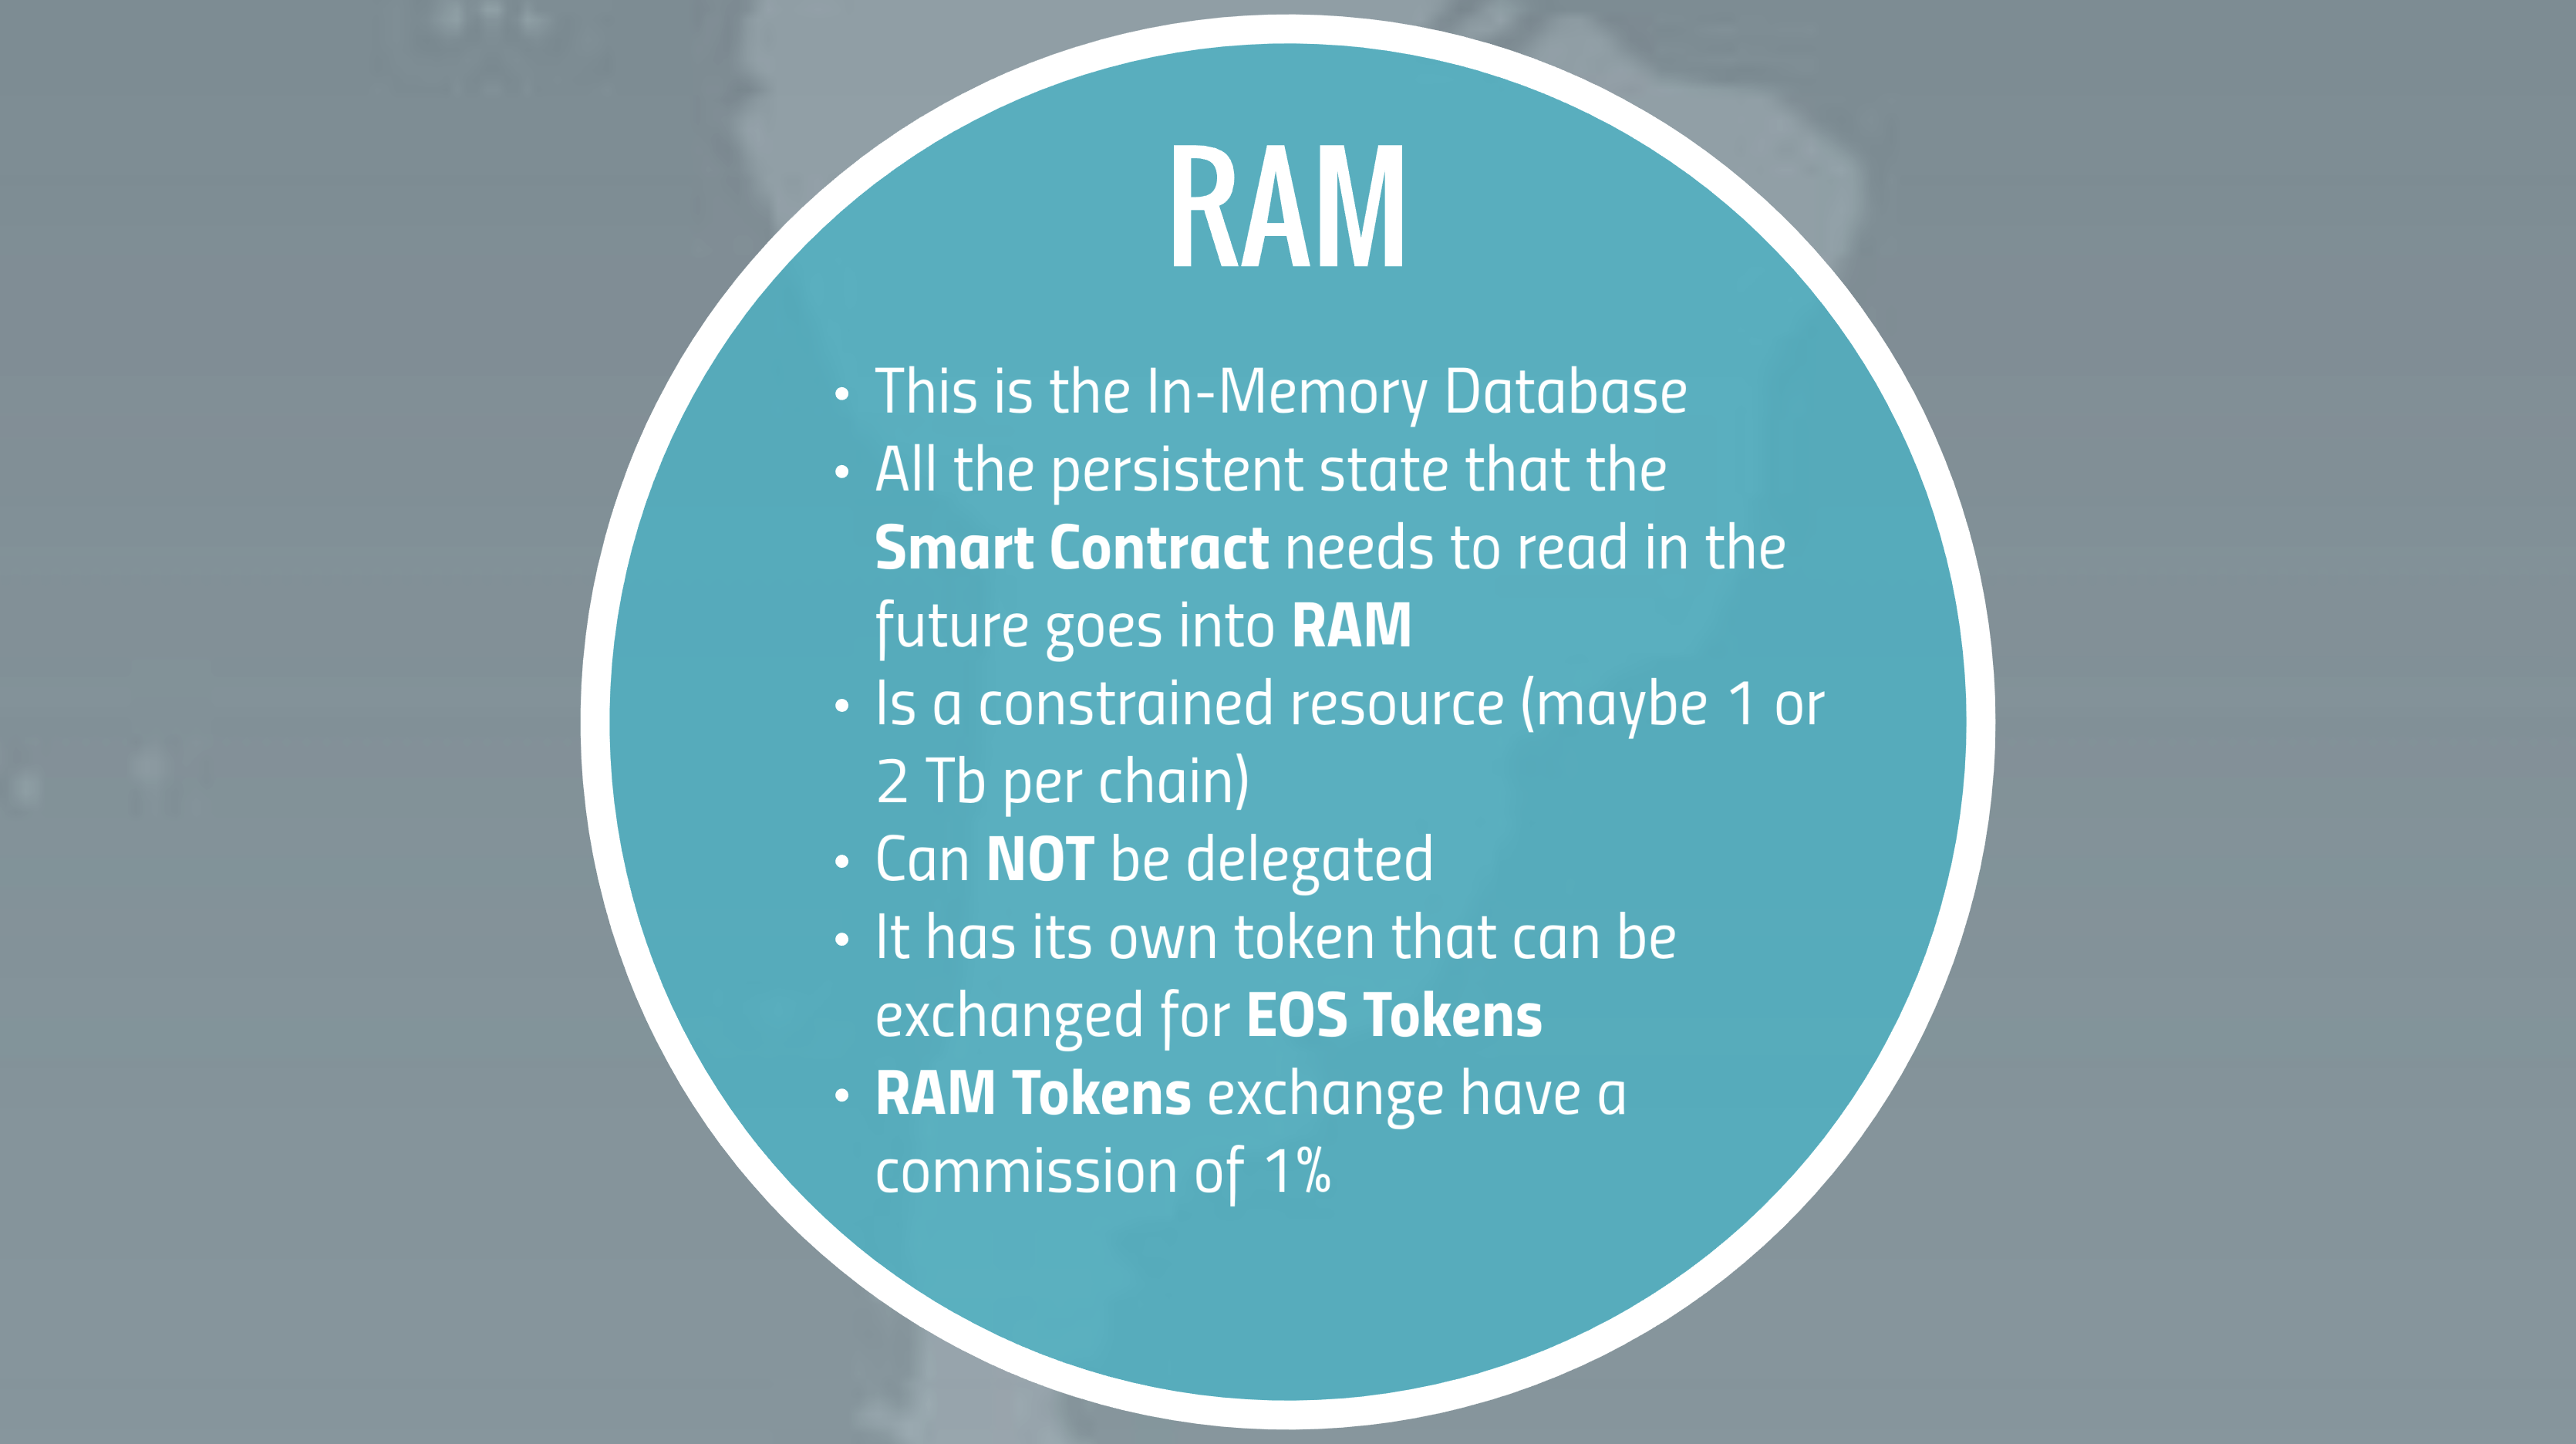 RAM
• This is the In-Memory Database
• All the persistent state that the
Smart Contract needs to read in the
future goes into RAM
• Is a constrained resource (maybe 1 or
2 Tb per chain)
• Can NOT be delegated
• It has its own token that can be
exchanged for EOS Tokens
• RAM Tokens exchange have a
commission of 1%